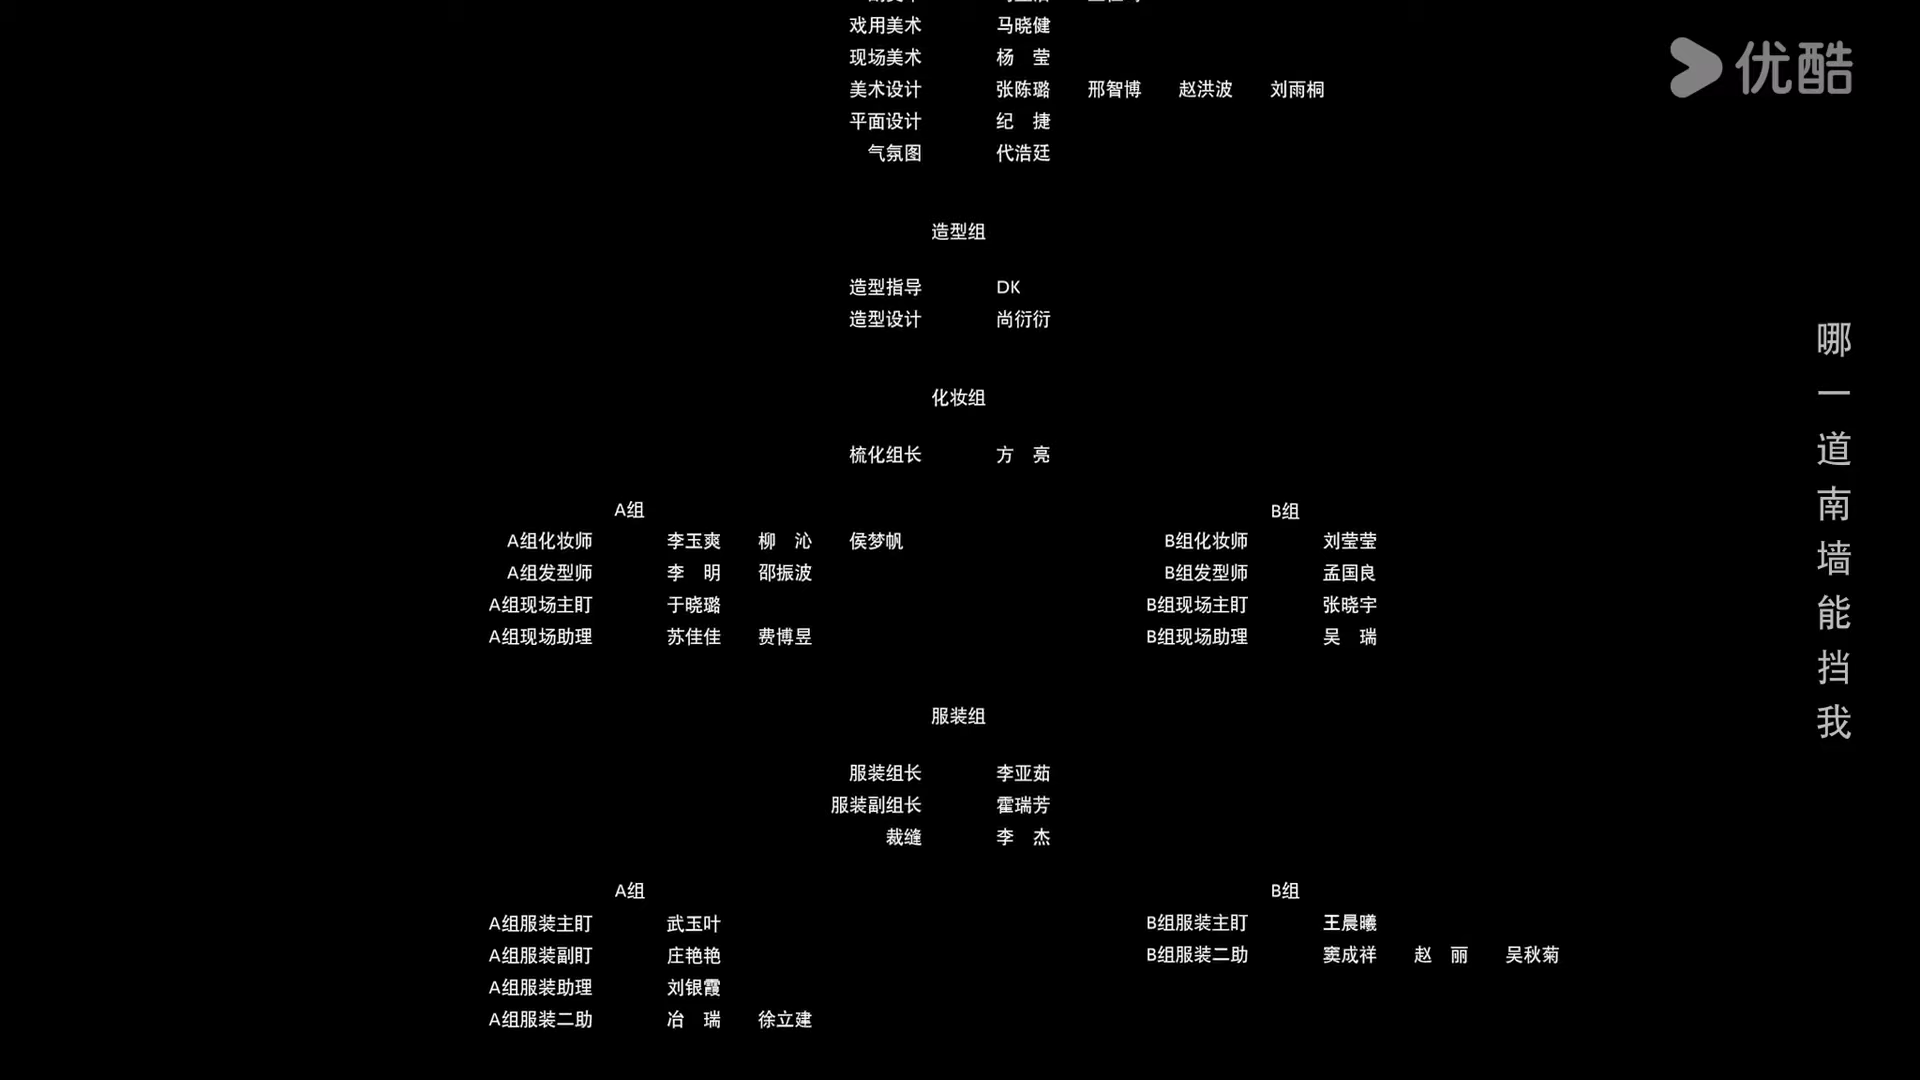 戏用美术 马晓健
现场美术 杨 莹
美术设计 张陈璐 邢智博 赵洪波 刘雨桐
平面设计 纪 捷
气氛图 代浩廷
造型组
造型指导 DK
造型设计 尚衍衍
化妆组
梳化组长 方 亮
A组
A组化妆师 李玉爽 柳 沁 侯梦帆
A组发型师 李 明 邵振波
A组现场主盯 于晓璐
A组现场助理 苏佳佳 费博昱
B组
B组化妆师 刘莹莹
B组发型师 孟国良
B组现场主盯 张晓宇
B组现场助理 吴 瑞
服装组
服装组长 李亚茹
服装副组长 霍瑞芳
裁缝 李 杰
A组
A组服装主盯 武玉叶
A组服装副盯 庄艳艳
A组服装助理 刘银霞
A组服装二助 冶 瑞 徐立建
B组
B组服装主盯 王晨曦
B组服装二助 窦成祥 赵 丽 吴秋菊
优酷
哪一道南墙能挡我